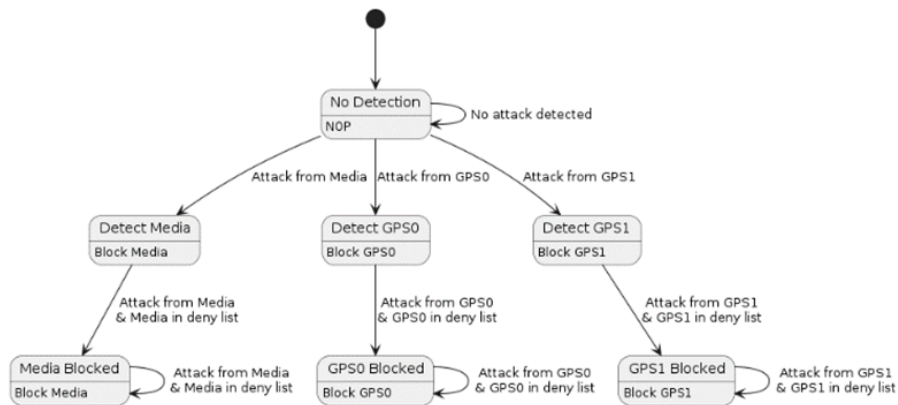 No Detection
N0P
No attack detected
Attack from Media
Attack from GPS0
Attack from GPS1
Detect Media
Block Media
Detect GPS0
Block GPS0
Detect GPS1
Block GPS1
Attack from Media
& Media in deny list
Attack from GPS0
& GPS0 in deny list
Attack from GPS1
& GPS1 in deny list
Media Blocked
Block Media
Attack from Media
& Media in deny list
GPS0 Blocked
Block GPS0
Attack from GPS0
& GPS0 in deny list
GPS1 Blocked
Block GPS1
Attack from GPS1
& GPS1 in deny list